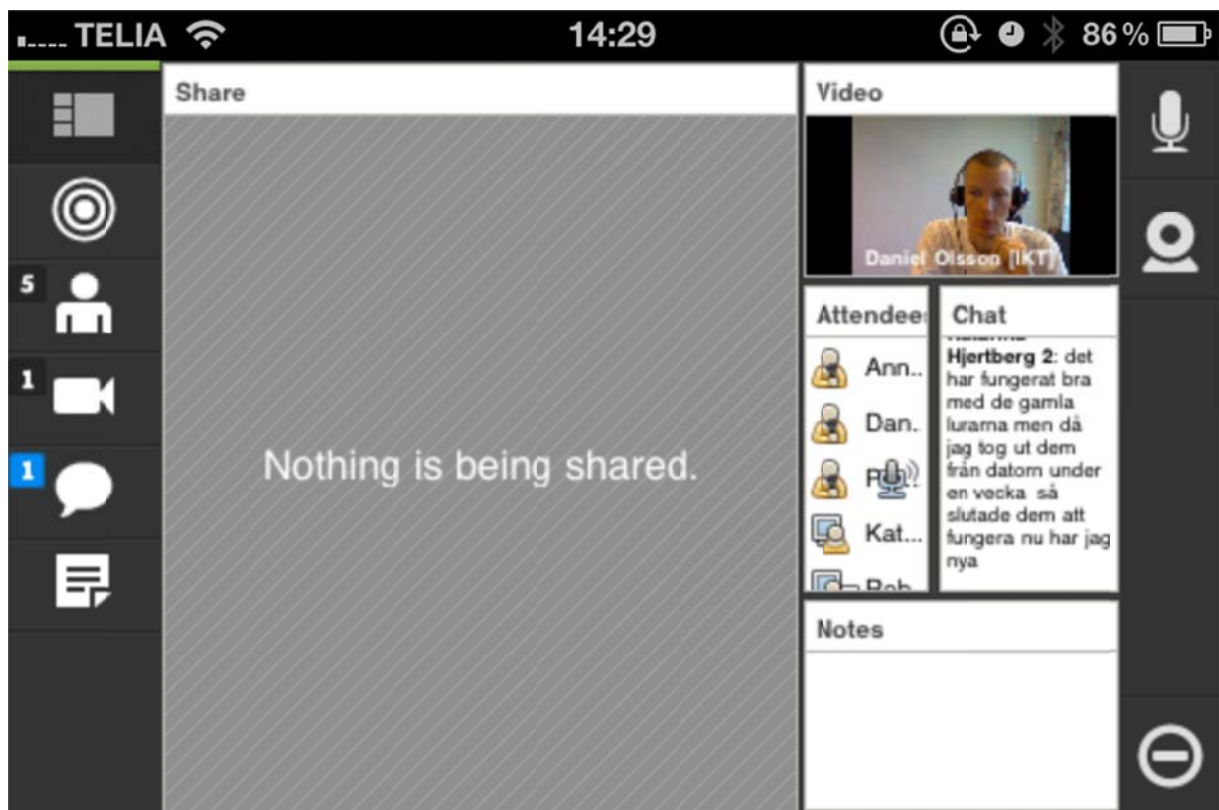 TELIA 14:29 86%
Share
Nothing is being shared.
5
1
1
Video
Daniel Olsson [IKT]
Attendees
Ann..
Dan.
Kat...
Chat
Hjertberg 2: det
har fungerat bra
med de gamla
lurarna men då
jag tog ut dem
från datorn under
en vecka så
slutade dem att
fungera nu har jag
nya
Notes